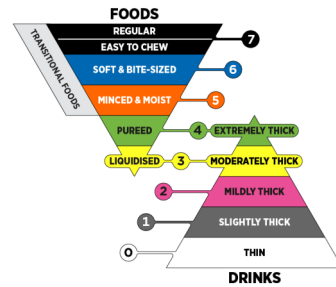 FOODS
REGULAR
EASY TO CHEW
7
TRANSITIONAL FOODS
SOFT & BITE-SIZED
6
MINCED & MOIST
5
PUREED
4
EXTREMELY THICK
LIQUIDISED
3
MODERATELY THICK
2
MILDLY THICK
1
SLIGHTLY THICK
0
THIN
DRINKS